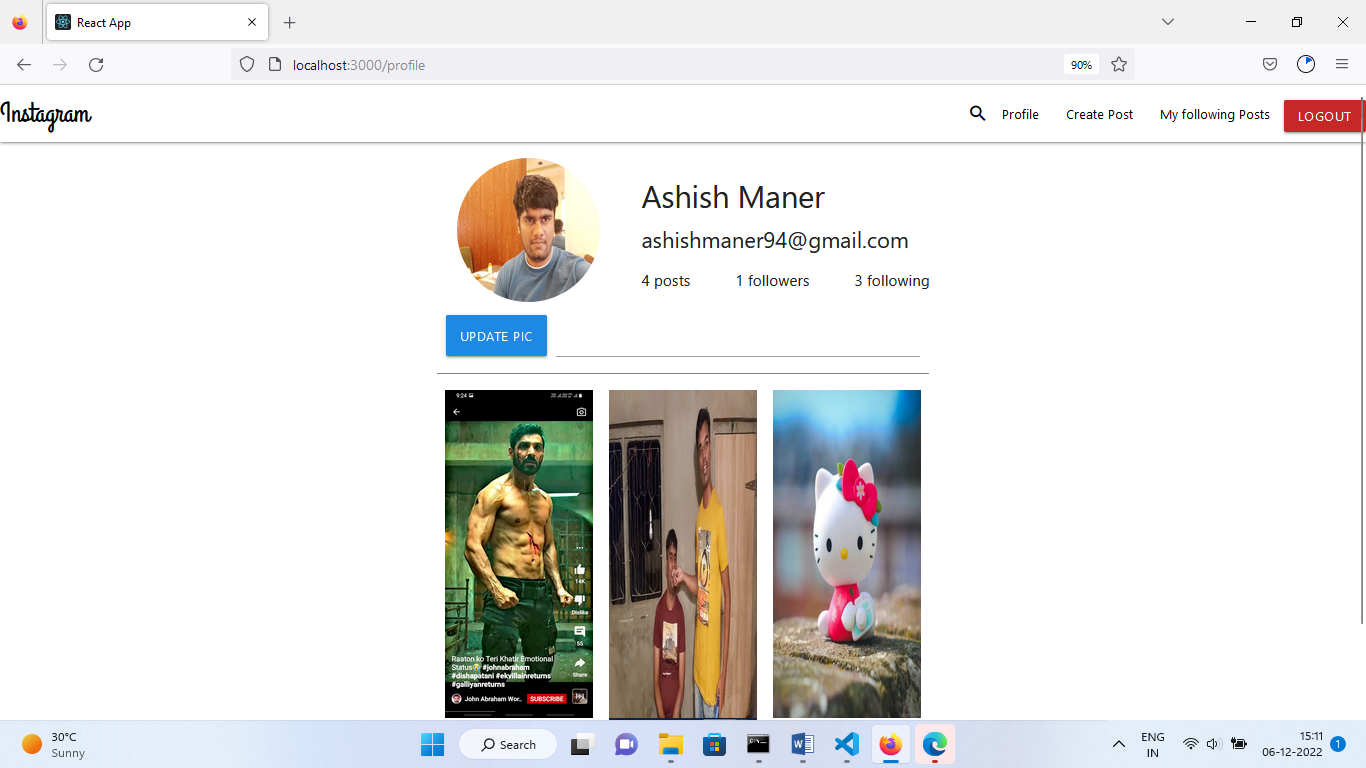 React App
localhost:3000/profile
90%
Instagram
Profile
Create Post
My following Posts
LOGOUT
Ashish Maner
ashishmaner94@gmail.com
4 posts
1 followers
3 following
UPDATE PIC
9:24
14K
Dislike
55
Share
Raaton ko Teri Khatir Emotional
Status #johnabraham
#dishapatani #ekvillainreturns
#galliyanreturns
John Abraham Wor..
SUBSCRIBE
30°C
Sunny
Search
ENG
IN
15:11
06-12-2022
1